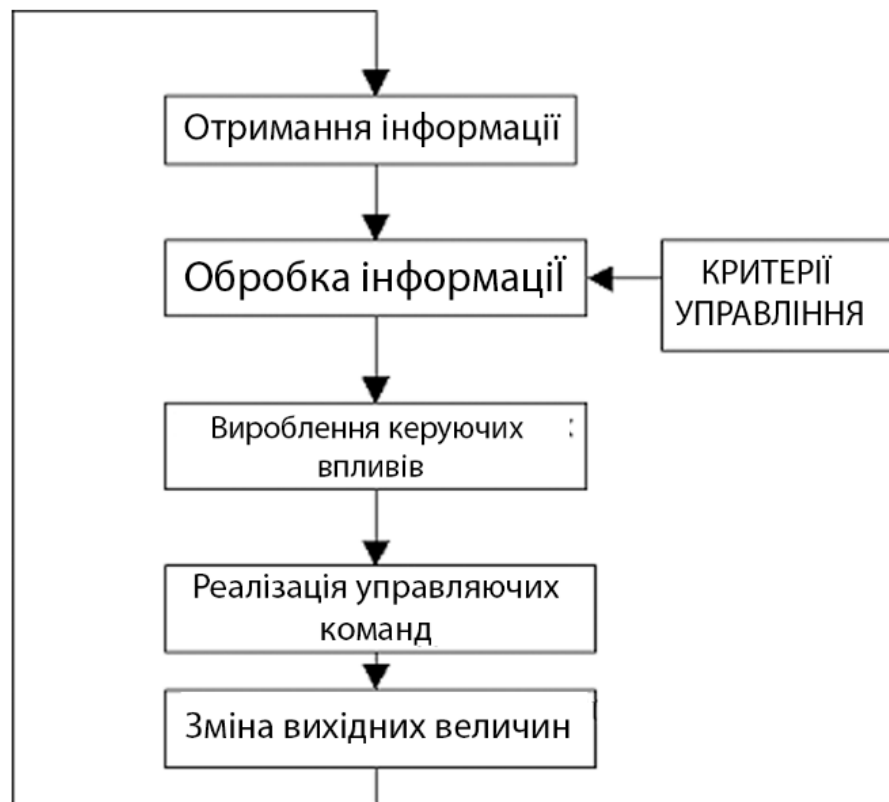 Отримання інформації
Обробка інформаціЇ
КРИТЕРІЇ
УПРАВЛІННЯ
Вироблення керуючих :
впливів
Реалізація управляючих
команд
Зміна вихідних величин